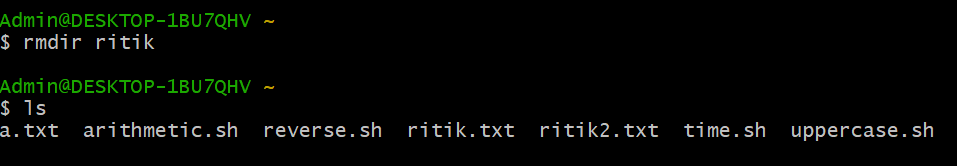 Admin@DESKTOP-1BU7QHV ~
$ rmdir ritik
Admin@DESKTOP-1BU7QHV ~
$ ls
a.txt  arithmetic.sh  reverse.sh  ritik.txt  ritik2.txt  time.sh  uppercase.sh